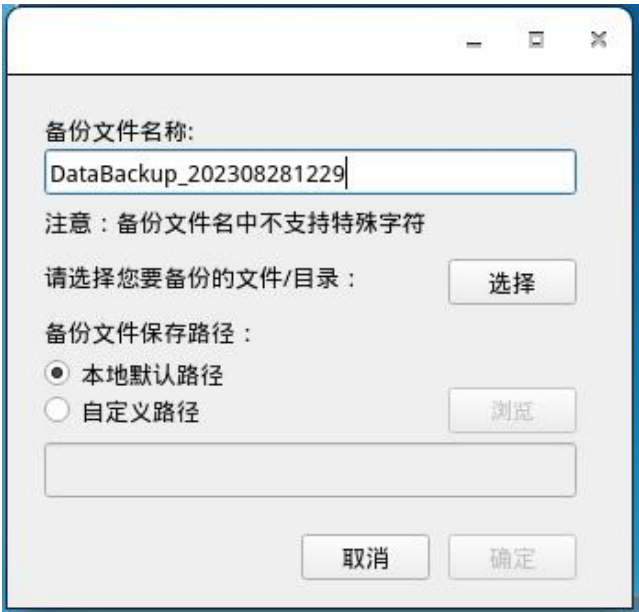 备份文件名称:
DataBackup_202308281229
注意：备份文件名中不支持特殊字符
请选择您要备份的文件/目录： 选择
备份文件保存路径：
本地默认路径
自定义路径 浏览
取消 确定